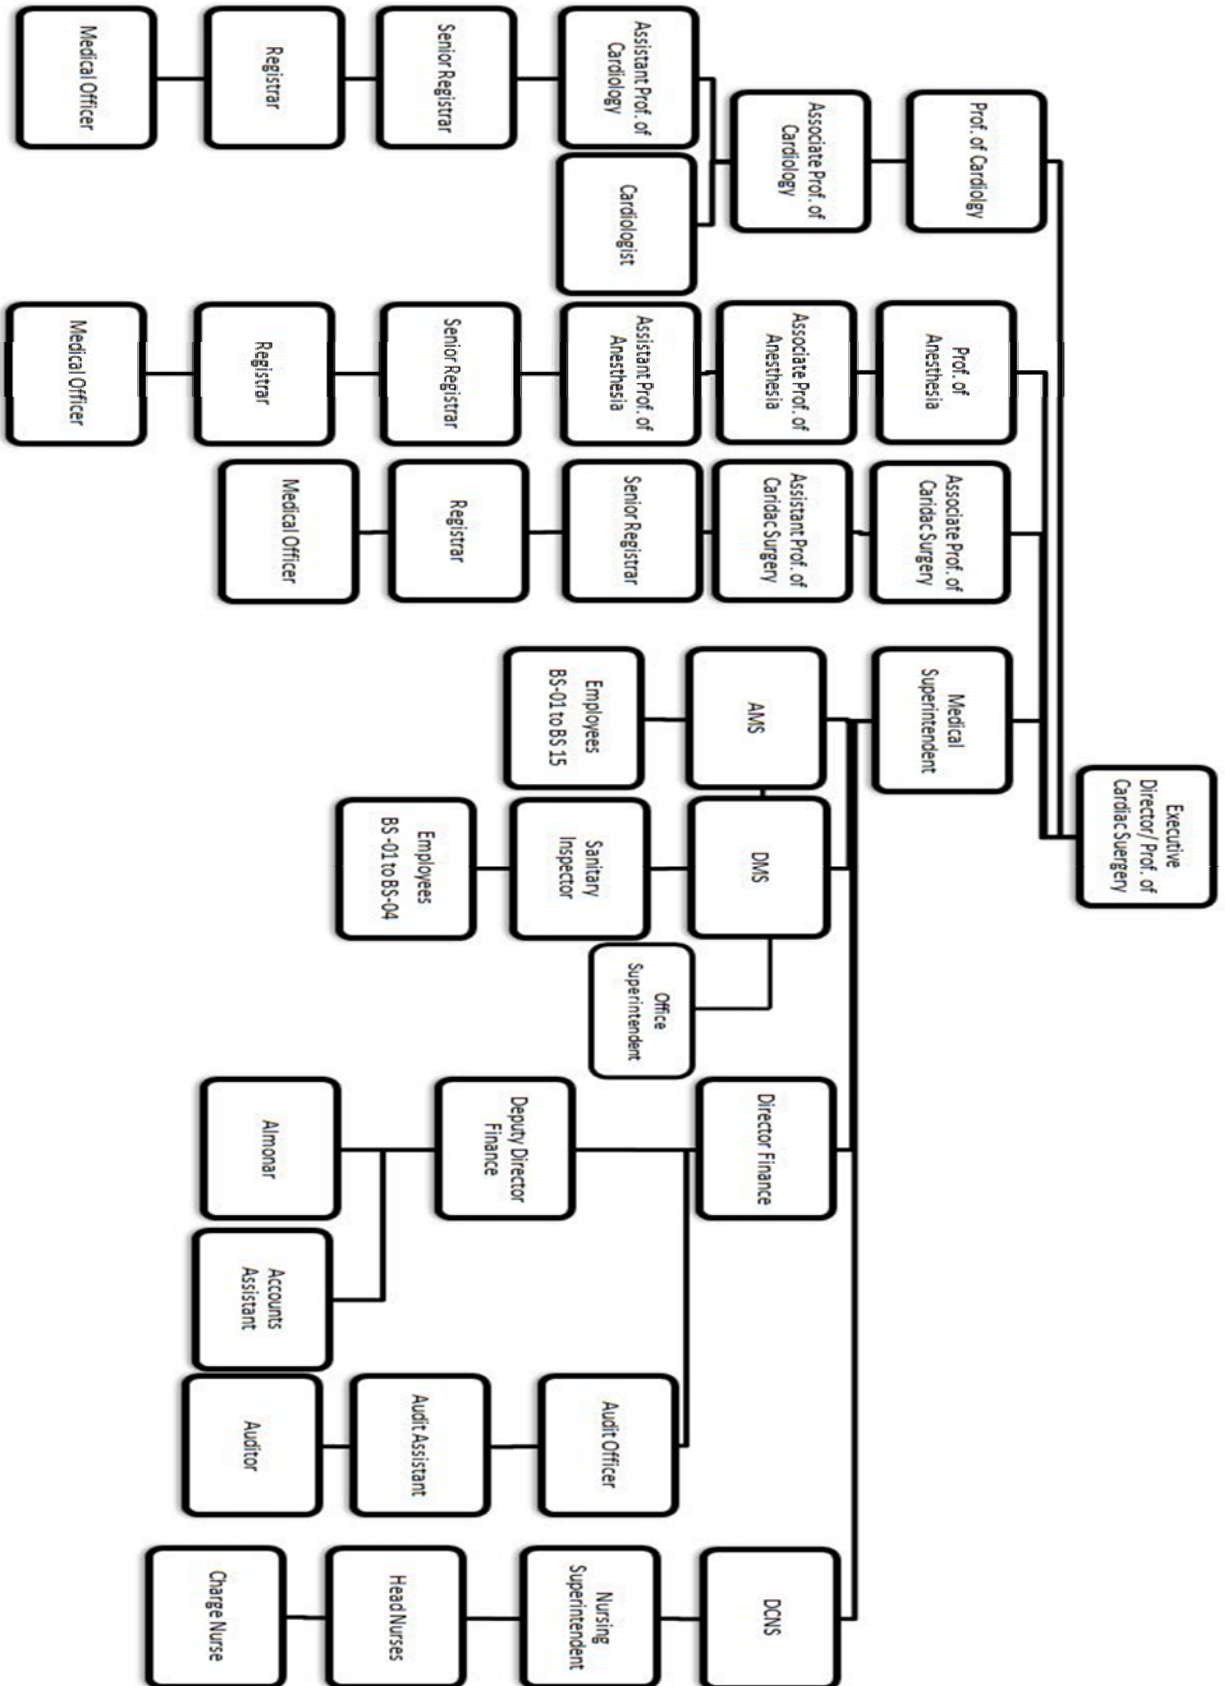 Executive
Director/ Prof. of
Cardiac Suergery
Prof. of Cardiolgy
Associate Prof. of
Cardiology
Assistant Prof. of
Cardiology
Cardiologist
Senior Registrar
Registrar
Medical Officer
Prof. of
Anesthesia
Associate Prof. of
Anesthesia
Assistant Prof. of
Anesthesia
Senior Registrar
Registrar
Medical Officer
Associate Prof. of
Caridac Surgery
Assistant Prof. of
Caridac Surgery
Senior Registrar
Registrar
Medical Officer
Medical
Superintendent
AMS
Employees
BS-01 to BS 15
DMS
Sanitary
Inspector
Employees
BS -01 to BS-04
Office
Superintendent
Director Finance
Deputy Director
Finance
Almonar
Accounts
Assistant
Audit Officer
Audit Assistant
Auditor
DCNS
Nursing
Superintendent
Head Nurses
Charge Nurse